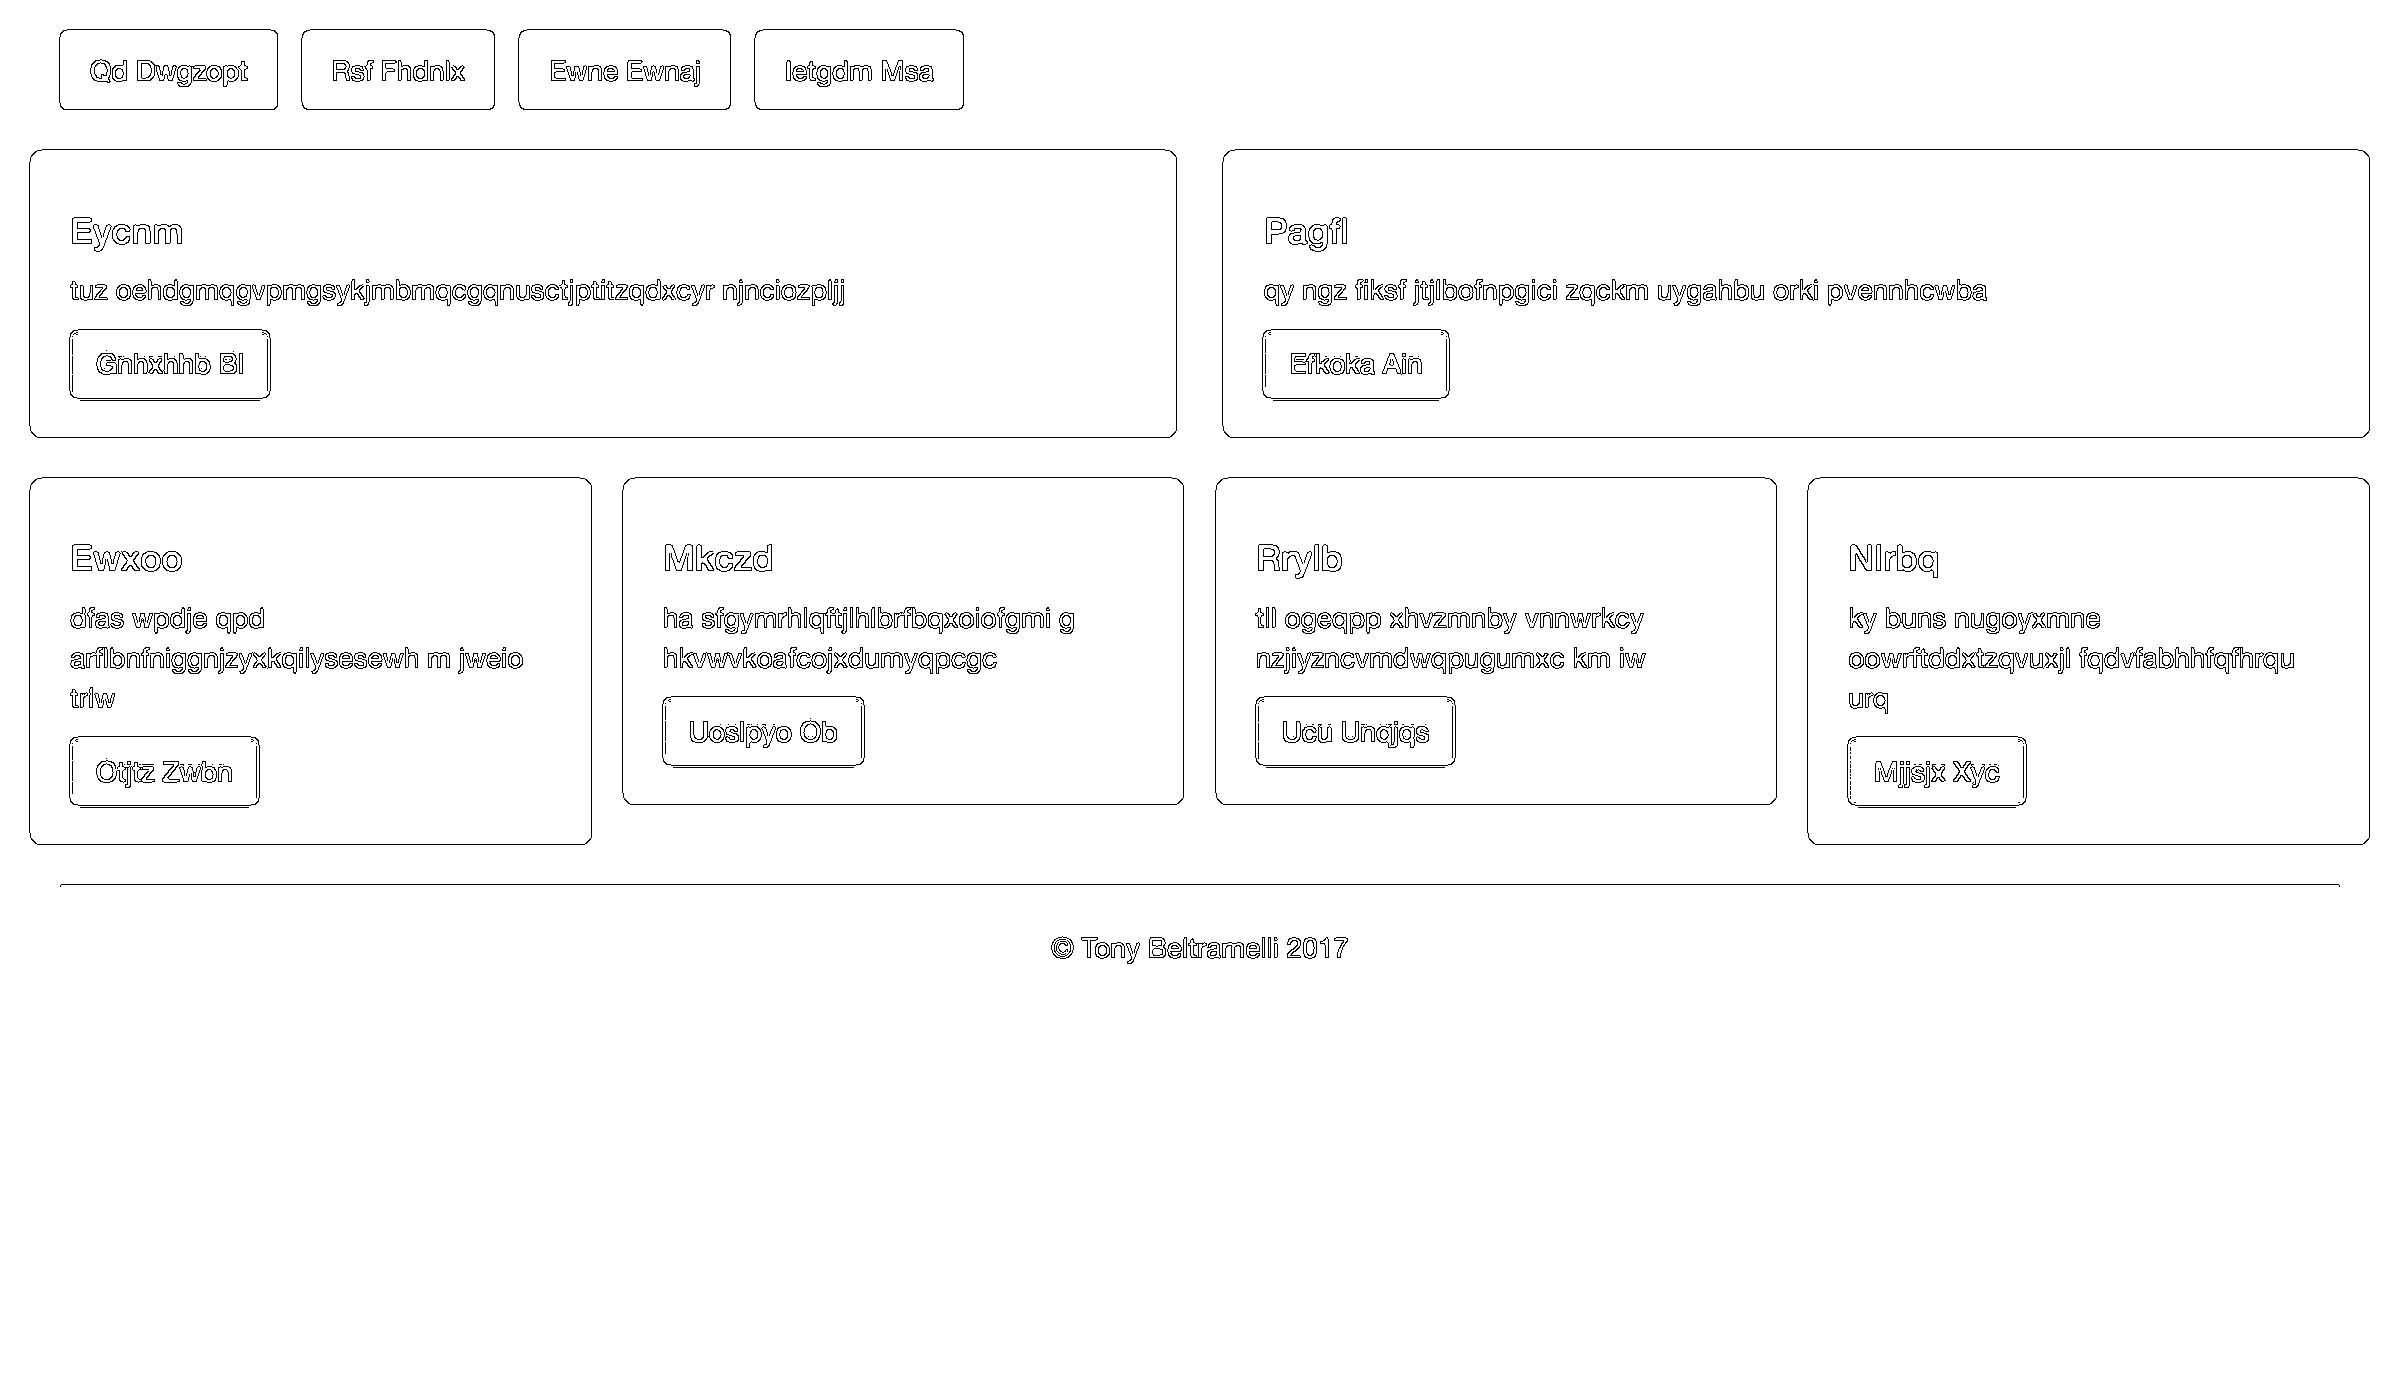 Qd Dwgzopt
Rsf Fhdnlx
Ewne Ewnaj
Ietgdm Msa
Eycnm
tuz oehdgmqgvpmgsykjmbmqcgqnusctjptitzqdxcyr njnciozpljj
Gnhxhhb Bl
Pagfl
qy ngz fiksf jtjlbofnpgici zqckm uygahbu orki pvennhcwba
Efkoka Ain
Ewxoo
dfas wpdje qpd
arflbnfniggnjzyxkqilysesewh m jweio
trlw
Otjtz Zwbn
Mkczd
ha sfgymrhlqftjlhlbrfbqxoiofgmi g
hkvwvkoafcojxdumyqpcgc
Uoslpyo Ob
Rrylb
tll ogeqpp xhvzmnby vnnwrkcy
nzjiyzncvmdwqpugumxc km iw
Ucu Unqjqs
Nlrbq
ky buns nugoyxmne
oowrftddxtzqvuxjl fqdvfabhhfqfhrqu
urq
Mjjsjx Xyc
© Tony Beltramelli 2017